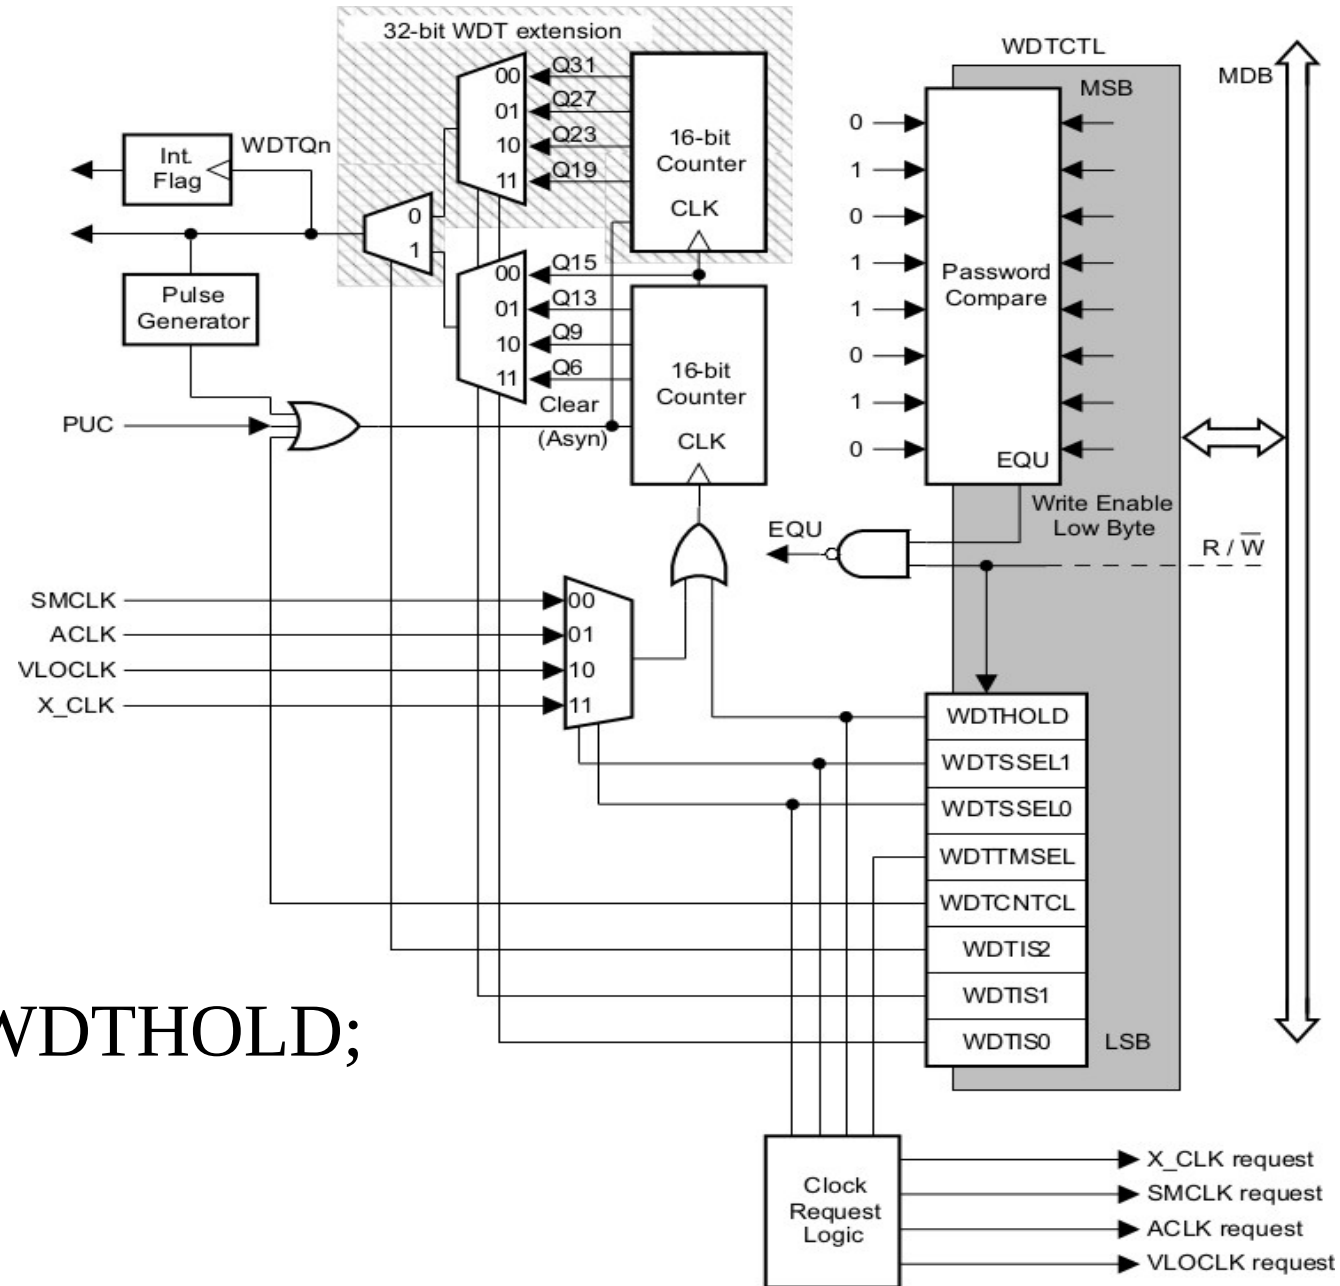 32-bit WDT extension
WDTCTL
MDB
MSB
00
Q31
01
Q27
10
Q23
11
Q19
16-bit
Counter
CLK
WDTQn
Int.
Flag
0
1
Pulse
Generator
00
Q15
01
Q13
10
Q9
11
Q6
16-bit
Counter
CLK
Clear
(Asyn)
PUC
0
1
0
1
1
0
1
0
Password
Compare
EQU
Write Enable
Low Byte
EQU
R / W̅
SMCLK
ACLK
VLOCLK
X_CLK
00
01
10
11
WDTHOLD
WDTSSEL1
WDTSSEL0
WDTTMSEL
WDTCNTCL
WDTIS2
WDTIS1
WDTIS0
LSB
WDTHOLD;
Clock
Request
Logic
X_CLK request
SMCLK request
ACLK request
VLOCLK request